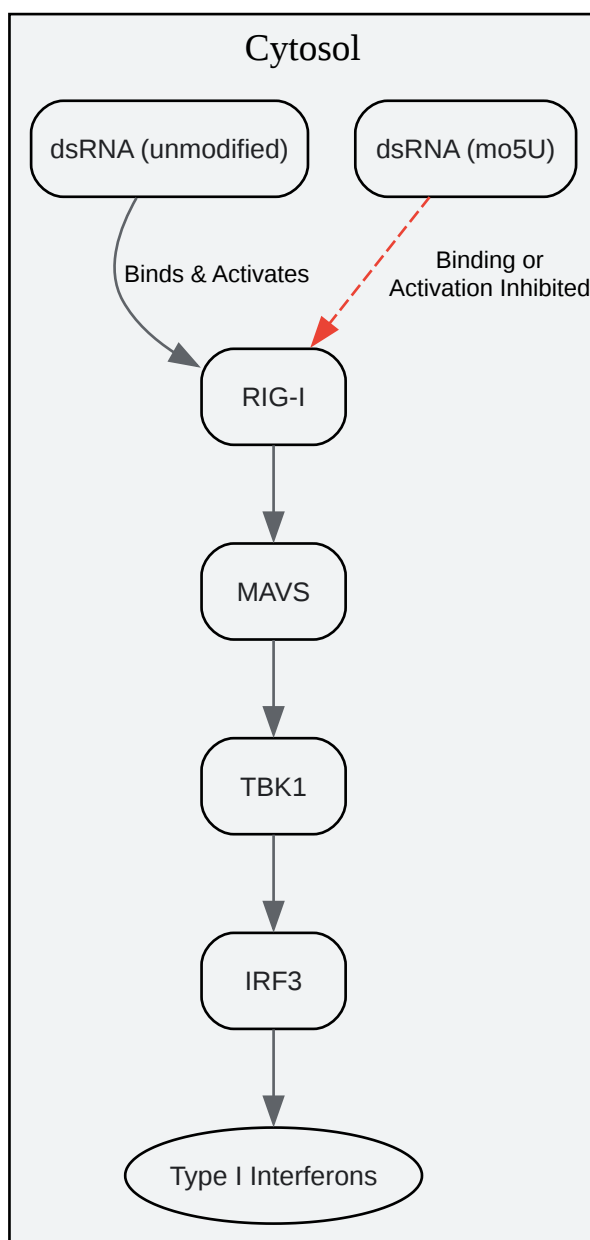 Cytosol
dsRNA (unmodified)
dsRNA (mo5U)
Binds & Activates
Binding or
Activation Inhibited
RIG-I
MAVS
TBK1
IRF3
Type I Interferons